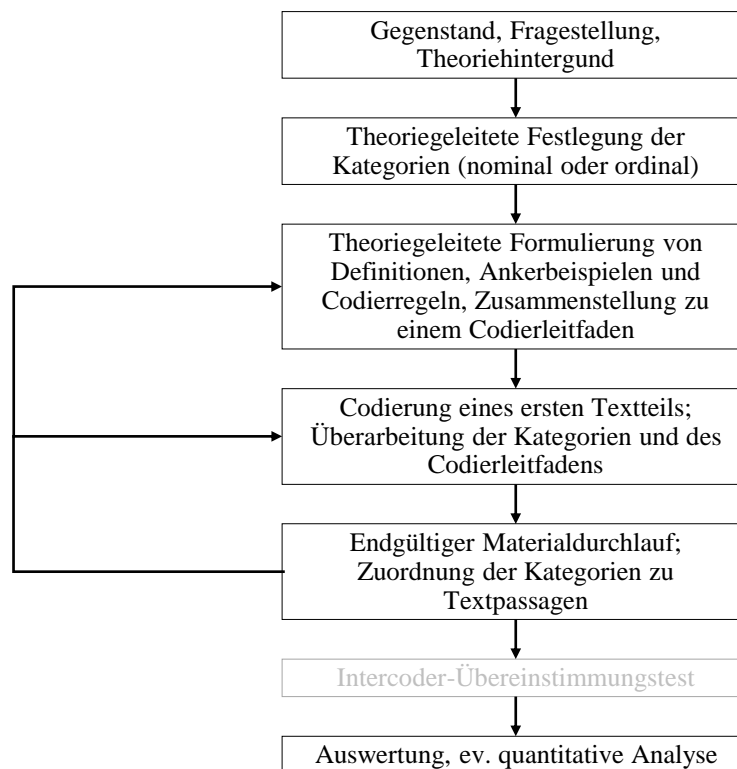 Gegenstand, Fragestellung,
Theoriehintergund
Theoriegeleitete Festlegung der
Kategorien (nominal oder ordinal)
Theoriegeleitete Formulierung von
Definitionen, Ankerbeispielen und
Codierregeln, Zusammenstellung zu
einem Codierleitfaden
Codierung eines ersten Textteils;
Überarbeitung der Kategorien und des
Codierleitfadens
Endgültiger Materialdurchlauf;
Zuordnung der Kategorien zu
Textpassagen
Intercoder-Übereinstimmungstest
Auswertung, ev. quantitative Analyse